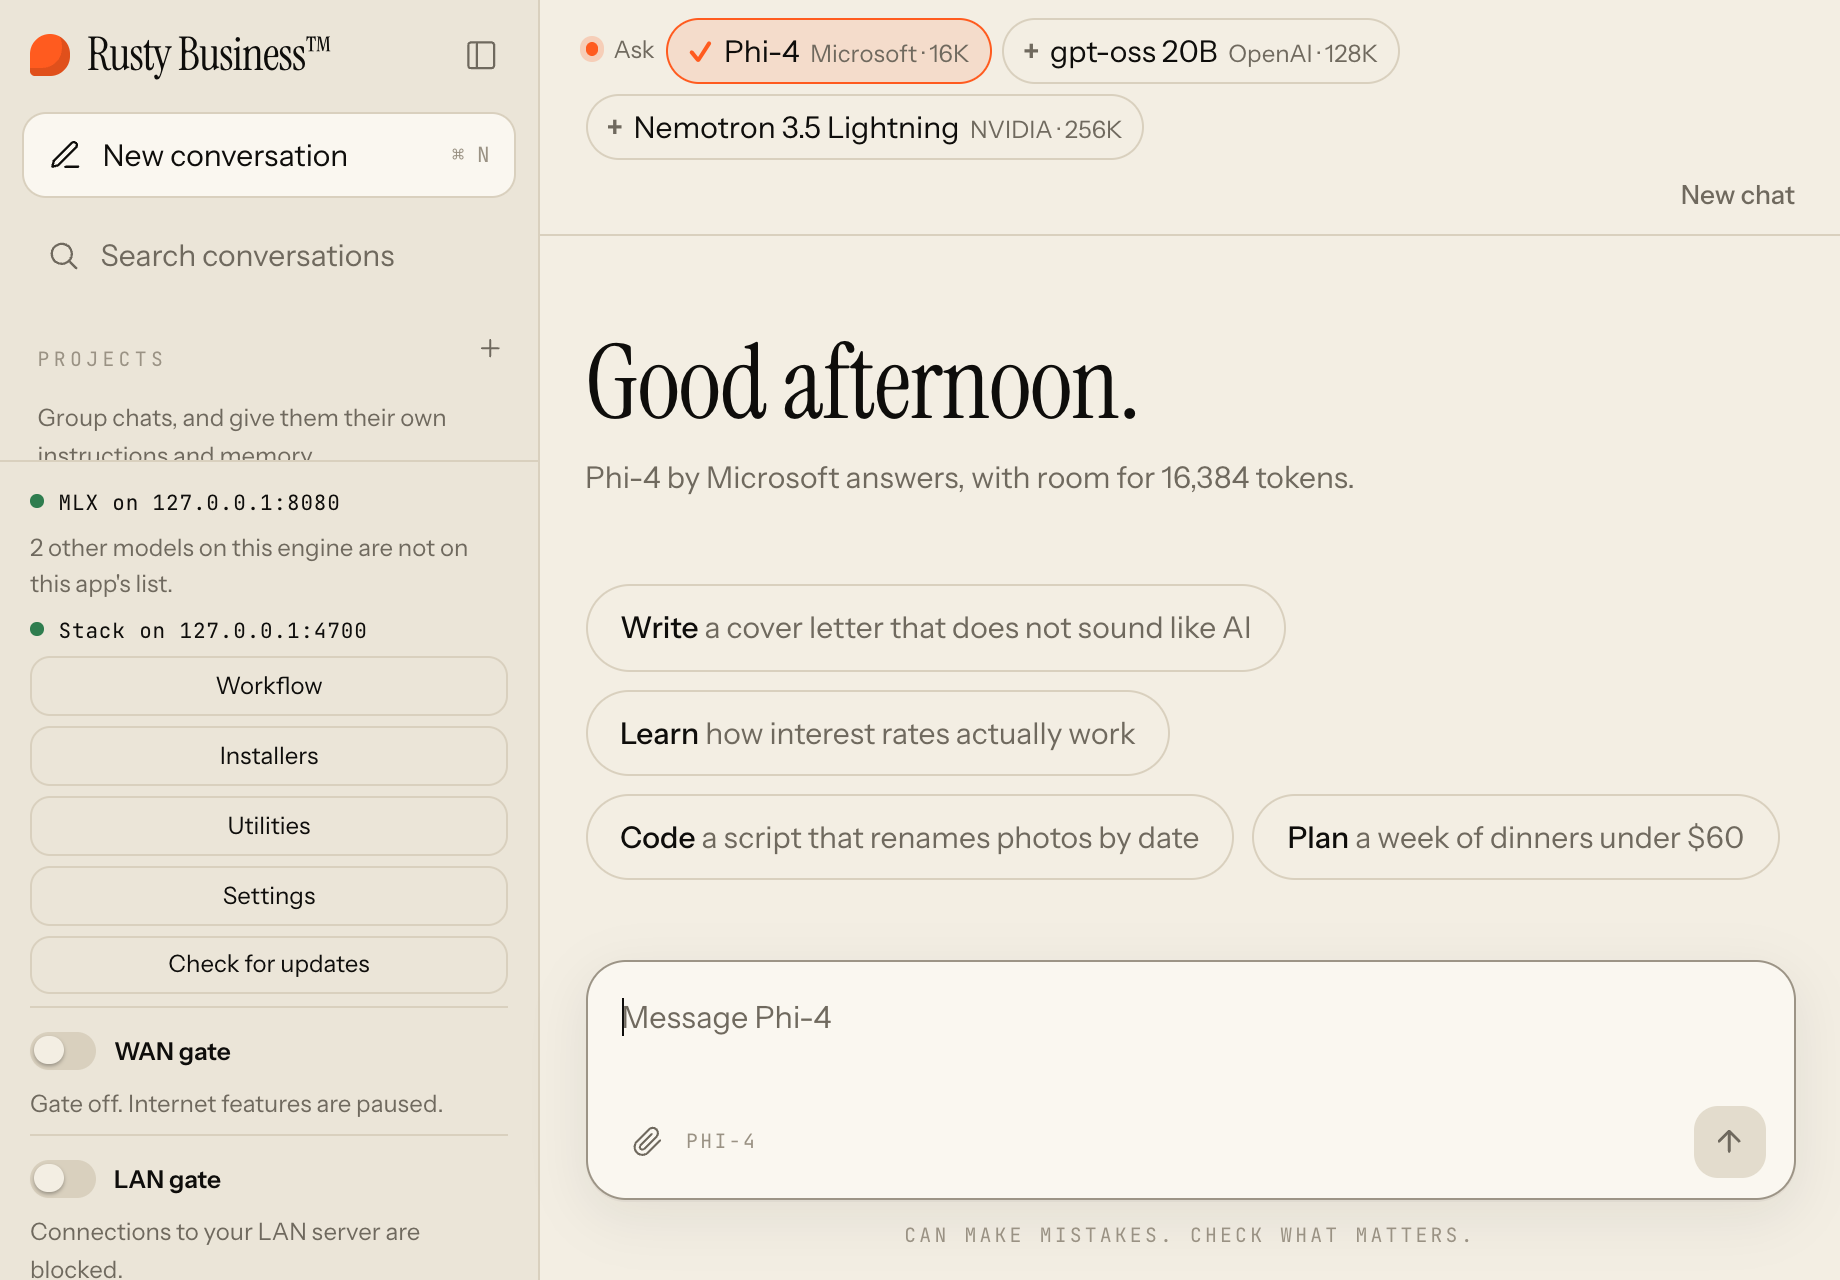 Rusty Business™
New conversation ⌘ N
Search conversations
PROJECTS
Group chats, and give them their own
instructions and memory.
MLX on 127.0.0.1:8080
2 other models on this engine are not on
this app's list.
Stack on 127.0.0.1:4700
Workflow
Installers
Utilities
Settings
Check for updates
WAN gate
Gate off. Internet features are paused.
LAN gate
Connections to your LAN server are
blocked.
Ask Phi-4 Microsoft · 16K + gpt-oss 20B OpenAI · 128K
+ Nemotron 3.5 Lightning NVIDIA · 256K
New chat
Good afternoon.
Phi-4 by Microsoft answers, with room for 16,384 tokens.
Write a cover letter that does not sound like AI
Learn how interest rates actually work
Code a script that renames photos by date Plan a week of dinners under $60
Message Phi-4
PHI-4
CAN MAKE MISTAKES. CHECK WHAT MATTERS.